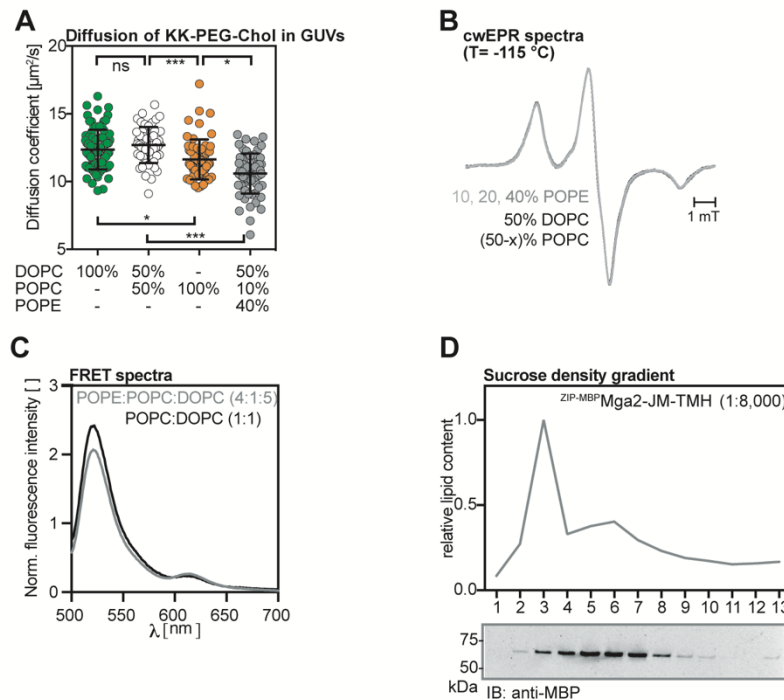 A
Diffusion of KK-PEG-Chol in GUVs
ns
***
*
Diffusion coefficient [µm²/s]
20
15
10
5
*
***
DOPC 100% 50% - 50%
POPC - 50% 100% 10%
POPE - - - 40%
B
cwEPR spectra
(T= -115 °C)
10, 20, 40% POPE
50% DOPC
(50-x)% POPC
1 mT
C
FRET spectra
POPE:POPC:DOPC (4:1:5)
POPC:DOPC (1:1)
Norm. fluorescence intensity [ ]
3
2
1
0
500 550 600 650 700
λ [nm]
D
Sucrose density gradient
ZIP-MBPMga2-JM-TMH (1:8,000)
relative lipid content
1.0
0.5
0.0
1 2 3 4 5 6 7 8 9 10 11 12 13
75
50
kDa
IB: anti-MBP